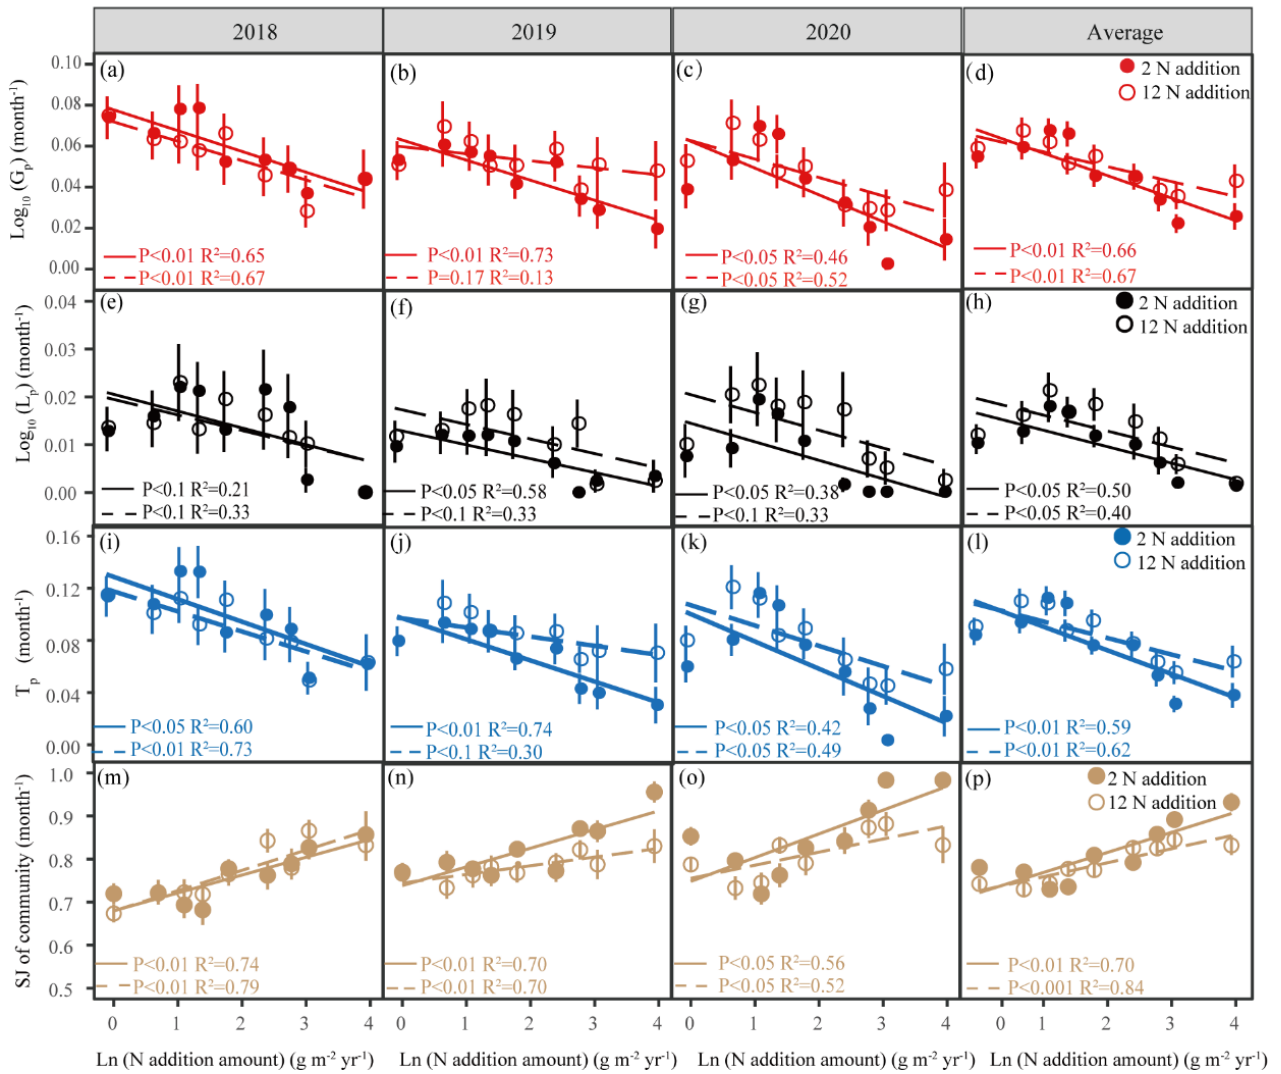 2018 2019 2020 Average
(a) (b) (c) (d)
2 N addition
12 N addition
Log₁₀ (Gₚ) (month⁻¹)
0.10
0.08
0.06
0.04
0.02
0.00
P<0.01 R²=0.65
P<0.01 R²=0.67
P<0.01 R²=0.73
P=0.17 R²=0.13
P<0.05 R²=0.46
P<0.05 R²=0.52
P<0.01 R²=0.66
P<0.01 R²=0.67
(e) (f) (g) (h)
2 N addition
12 N addition
Log₁₀ (Lₚ) (month⁻¹)
0.04
0.03
0.02
0.01
0.00
P<0.1 R²=0.21
P<0.1 R²=0.33
P<0.05 R²=0.58
P<0.1 R²=0.33
P<0.05 R²=0.38
P<0.1 R²=0.33
P<0.05 R²=0.50
P<0.05 R²=0.40
(i) (j) (k) (l)
2 N addition
12 N addition
Tₚ (month⁻¹)
0.16
0.12
0.08
0.04
0.00
P<0.05 R²=0.60
P<0.01 R²=0.73
P<0.01 R²=0.74
P<0.1 R²=0.30
P<0.05 R²=0.42
P<0.05 R²=0.49
P<0.01 R²=0.59
P<0.01 R²=0.62
(m) (n) (o) (p)
2 N addition
12 N addition
SJ of community (month⁻¹)
1.0
0.9
0.8
0.7
0.6
0.5
P<0.01 R²=0.74
P<0.01 R²=0.79
P<0.01 R²=0.70
P<0.01 R²=0.70
P<0.05 R²=0.56
P<0.05 R²=0.52
P<0.01 R²=0.70
P<0.001 R²=0.84
0 1 2 3 4 0 1 2 3 4 0 1 2 3 4 0 1 2 3 4
Ln (N addition amount) (g m⁻² yr⁻¹) Ln (N addition amount) (g m⁻² yr⁻¹) Ln (N addition amount) (g m⁻² yr⁻¹) Ln (N addition amount) (g m⁻² yr⁻¹)